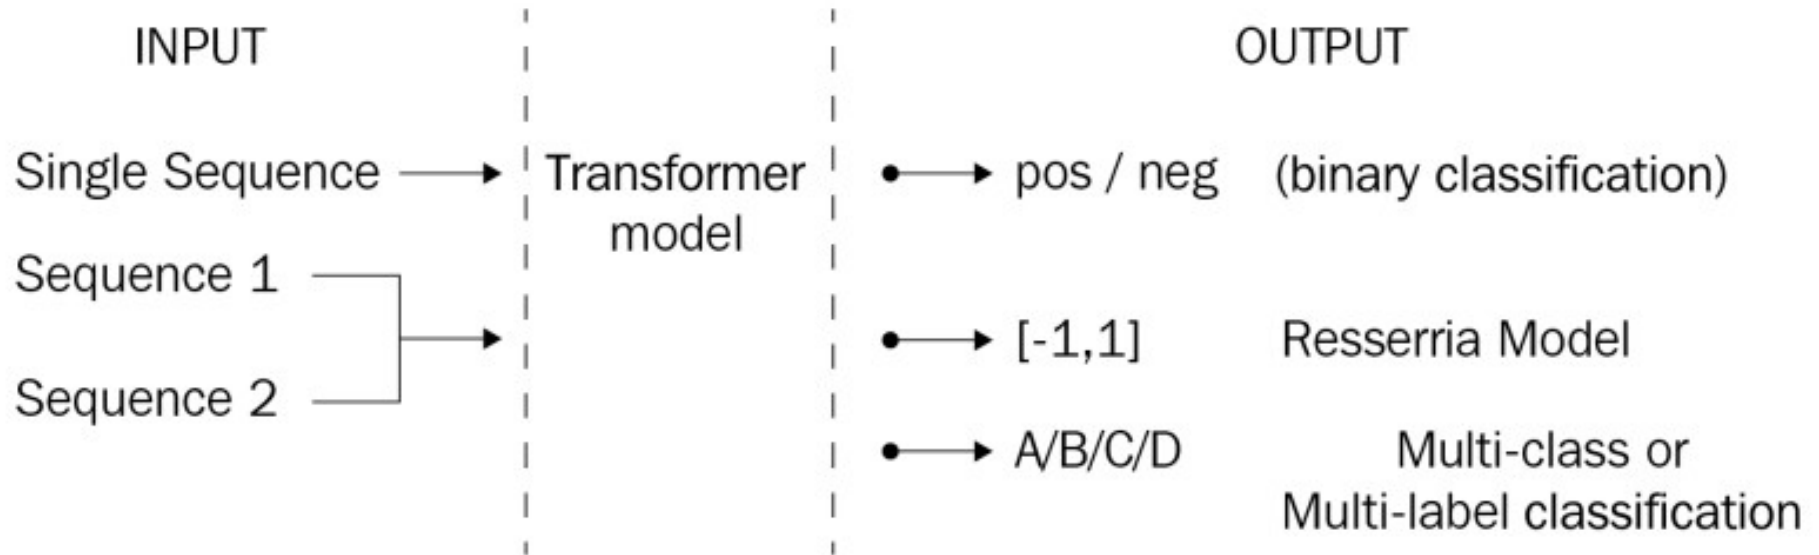 INPUT
OUTPUT
Single Sequence
Transformer
model
pos / neg (binary classification)
Sequence 1
Sequence 2
[-1,1] Resserria Model
A/B/C/D Multi-class or
Multi-label classification